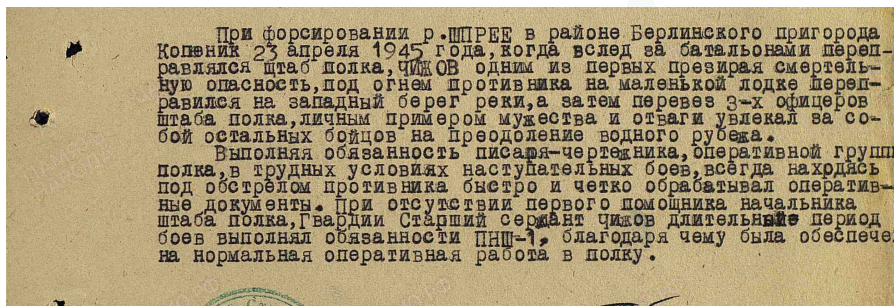 При форсировании р.ШПРЕЕ в районе Берлинского пригорода
Копеник 23 апреля 1945 года,когда вслед за батальонами переп-
равлялся штаб полка,ЧИЖОВ одним из первых презирая смертель-
ную опасность,под огнем противника на маленькой лодке переп-
равился на западный берег реки,а затем перевез 3-х офицеров
штаба полка,личным примером мужества и отваги увлекал за со-
бой остальных бойцов на преодоление водного рубежа.
Выполняя обязанность писаря-чертежника,оперативной групп
полка,в трудных условиях наступательных боев,всегда находясь
под обстрелом противника быстро и четко обрабатывал оператив-
ные документы. При отсутствии первого помощника начальника
штаба полка,Гвардии Старший сержант Чижов длительные период
боев выполнял обязанности ПНШ-1, благодаря чему была обеспече
на нормальная оперативная работа в полку.